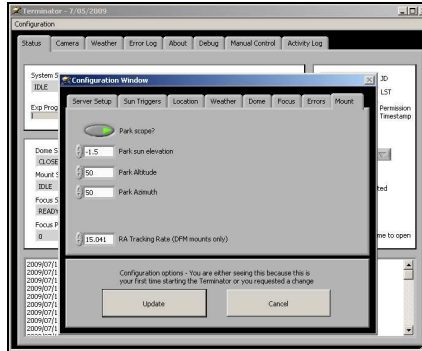 Terminator - 7/05/2009
Configuration
Status Camera Weather Error Log About Debug Manual Control Activity Log
System S
IDLE
Exp Prog
JD
LST
Permission
Timestamp
Configuration Window
Server Setup Sun Triggers Location Weather Dome Focus Errors Mount
Park scope?
-1.5 Park sun elevation
50 Park Altitude
50 Park Azimuth
15.041 RA Tracking Rate (DFM mounts only)
Configuration options - You are either seeing this because this is
your first time starting the Terminator or you requested a change
Update Cancel
Dome S
CLOSE
Mount S
IDLE
Focus S
READY
Focus P
0
ted
me to open
2009/07/1
2009/07/1
2009/07/1
2009/07/1
2009/07/1
2009/07/1
2009/07/1
2009/07/1